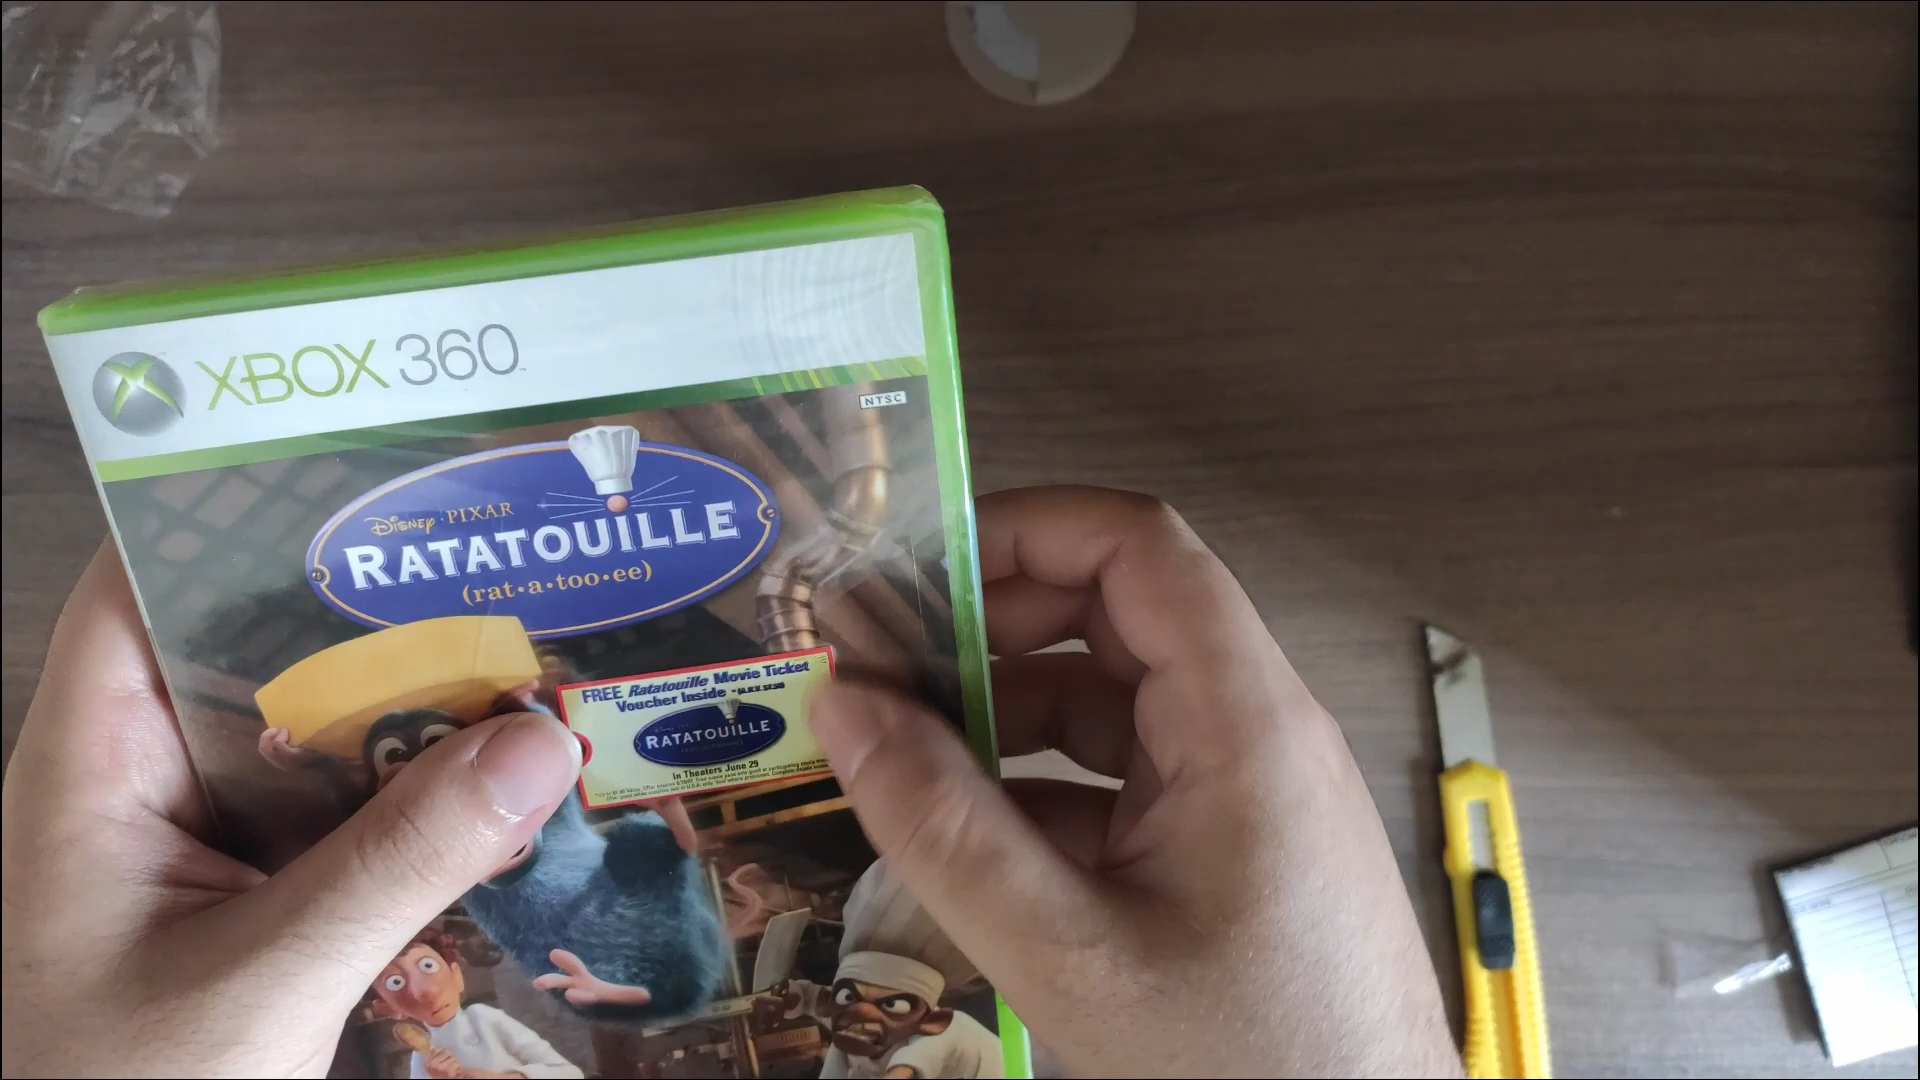 XBOX 360
NTSC
DISNEY · PIXAR
RATATOUILLE
(rat•a•too•ee)
FREE Ratatouille Movie Ticket
Voucher Inside
RATATOUILLE
In Theaters June 29